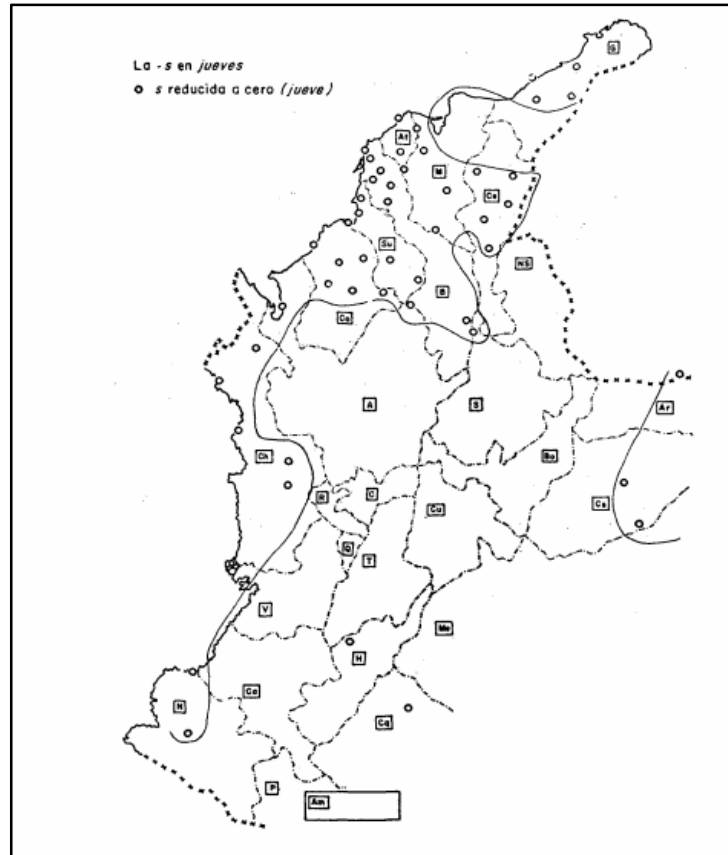 La -s en jueves
o s reducida a cero (jueve)
G
At
M
Ce
Su
NS
B
Co
A
S
Ar
Bo
Ch
R
C
Cu
Cs
Q
T
V
Me
H
N
Ca
Cq
P
Am